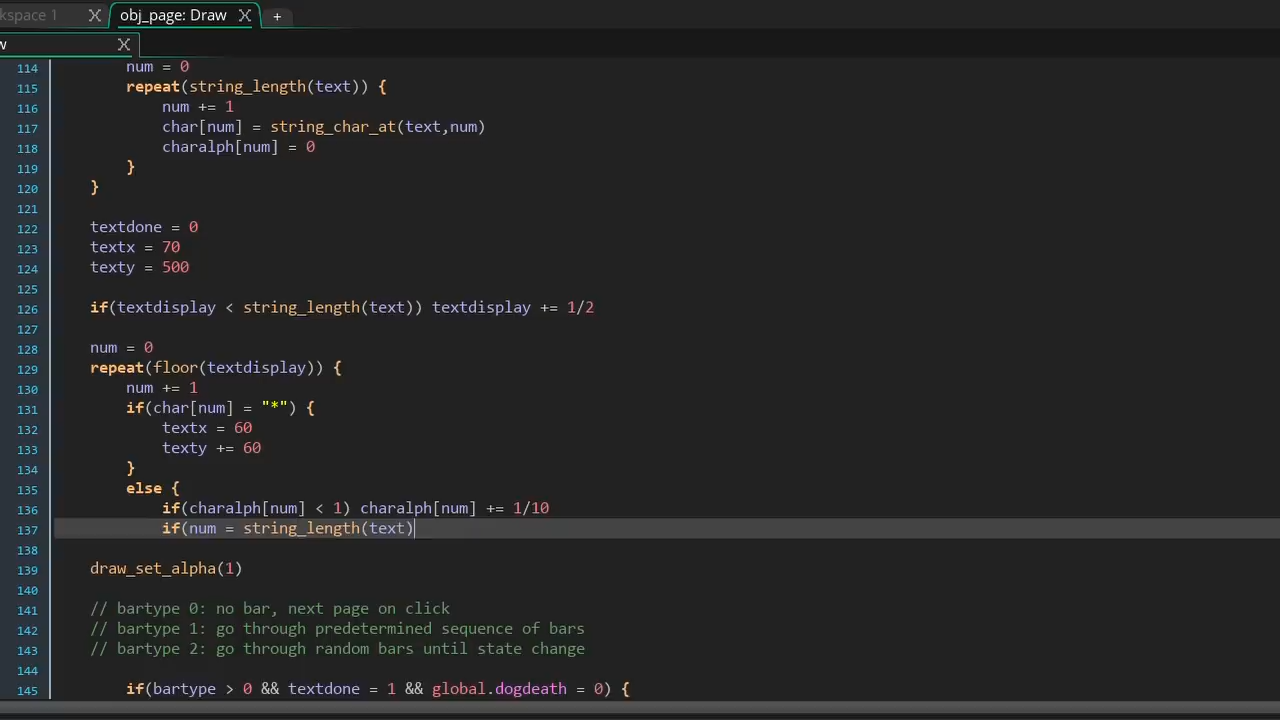 kspace 1
obj_page: Draw
+
w
114 num = 0
115 repeat(string_length(text)) {
116 num += 1
117 char[num] = string_char_at(text,num)
118 charalph[num] = 0
119 }
120 }
121
122 textdone = 0
123 textx = 70
124 texty = 500
125
126 if(textdisplay < string_length(text)) textdisplay += 1/2
127
128 num = 0
129 repeat(floor(textdisplay)) {
130 num += 1
131 if(char[num] = "*") {
132 textx = 60
133 texty += 60
134 }
135 else {
136 if(charalph[num] < 1) charalph[num] += 1/10
137 if(num = string_length(text)
138
139 draw_set_alpha(1)
140
141 // bartype 0: no bar, next page on click
142 // bartype 1: go through predetermined sequence of bars
143 // bartype 2: go through random bars until state change
144
145 if(bartype > 0 && textdone = 1 && global.dogdeath = 0) {